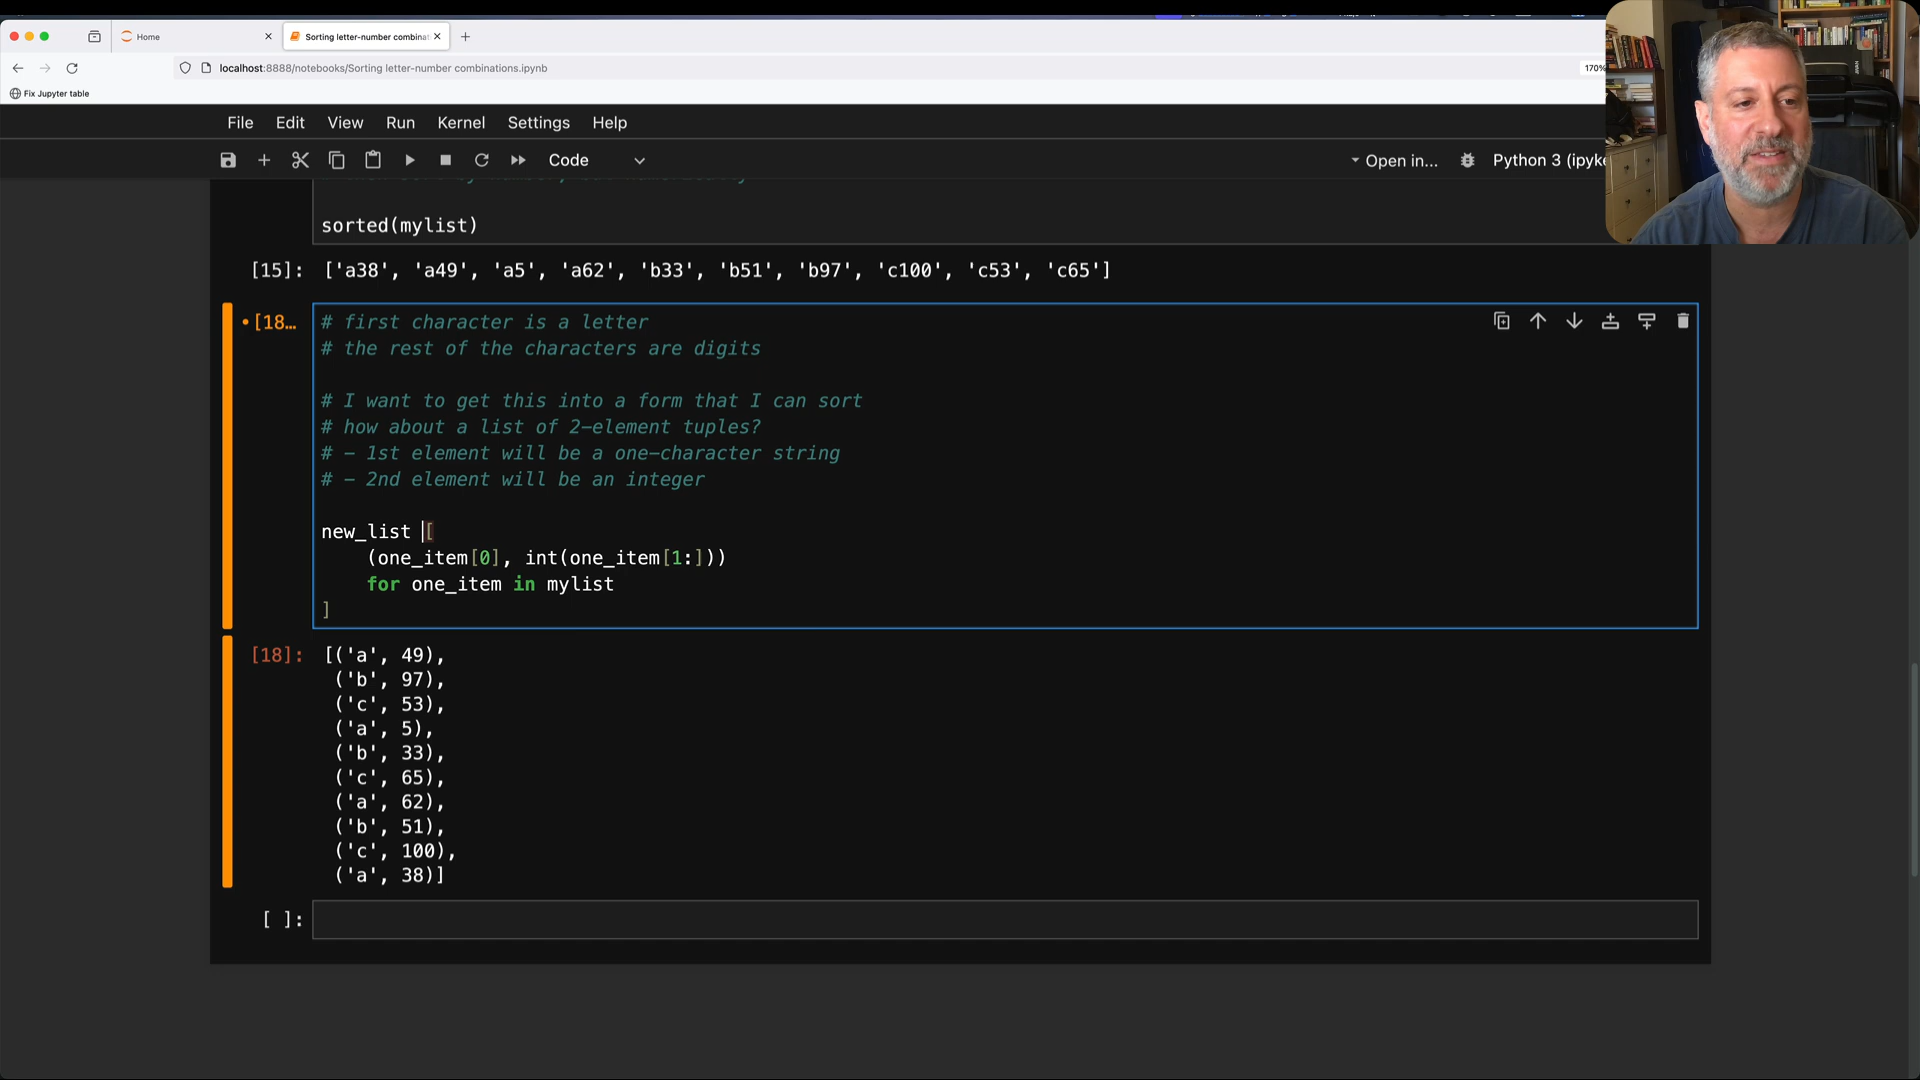 Home
Sorting letter-number combinat
localhost:8888/notebooks/Sorting letter-number combinations.ipynb
170%
Fix Jupyter table
File Edit View Run Kernel Settings Help
Code
Open in...
Python 3 (ipyke
sorted(mylist)
[15]: ['a38', 'a49', 'a5', 'a62', 'b33', 'b51', 'b97', 'c100', 'c53', 'c65']
•[18…
# first character is a letter
# the rest of the characters are digits
# I want to get this into a form that I can sort
# how about a list of 2-element tuples?
# - 1st element will be a one-character string
# - 2nd element will be an integer
new_list [
(one_item[0], int(one_item[1:]))
for one_item in mylist
]
[18]: [('a', 49),
('b', 97),
('c', 53),
('a', 5),
('b', 33),
('c', 65),
('a', 62),
('b', 51),
('c', 100),
('a', 38)]
[ ]: